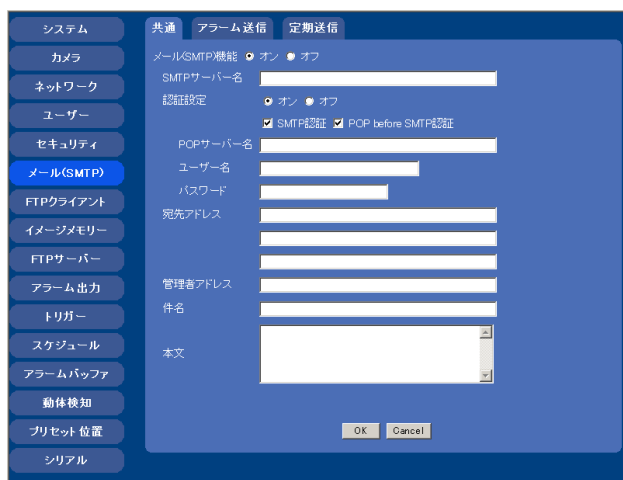 システム
カメラ
ネットワーク
ユーザー
セキュリティ
メール(SMTP)
FTPクライアント
イメージメモリー
FTPサーバー
アラーム出力
トリガー
スケジュール
アラームバッファ
動体検知
プリセット位置
シリアル
共通 アラーム送信 定期送信
メール(SMTP)機能 オン オフ
SMTPサーバー名
認証設定 オン オフ
SMTP認証 POP before SMTP認証
POPサーバー名
ユーザー名
パスワード
宛先アドレス
管理者アドレス
件名
本文
OK Cancel